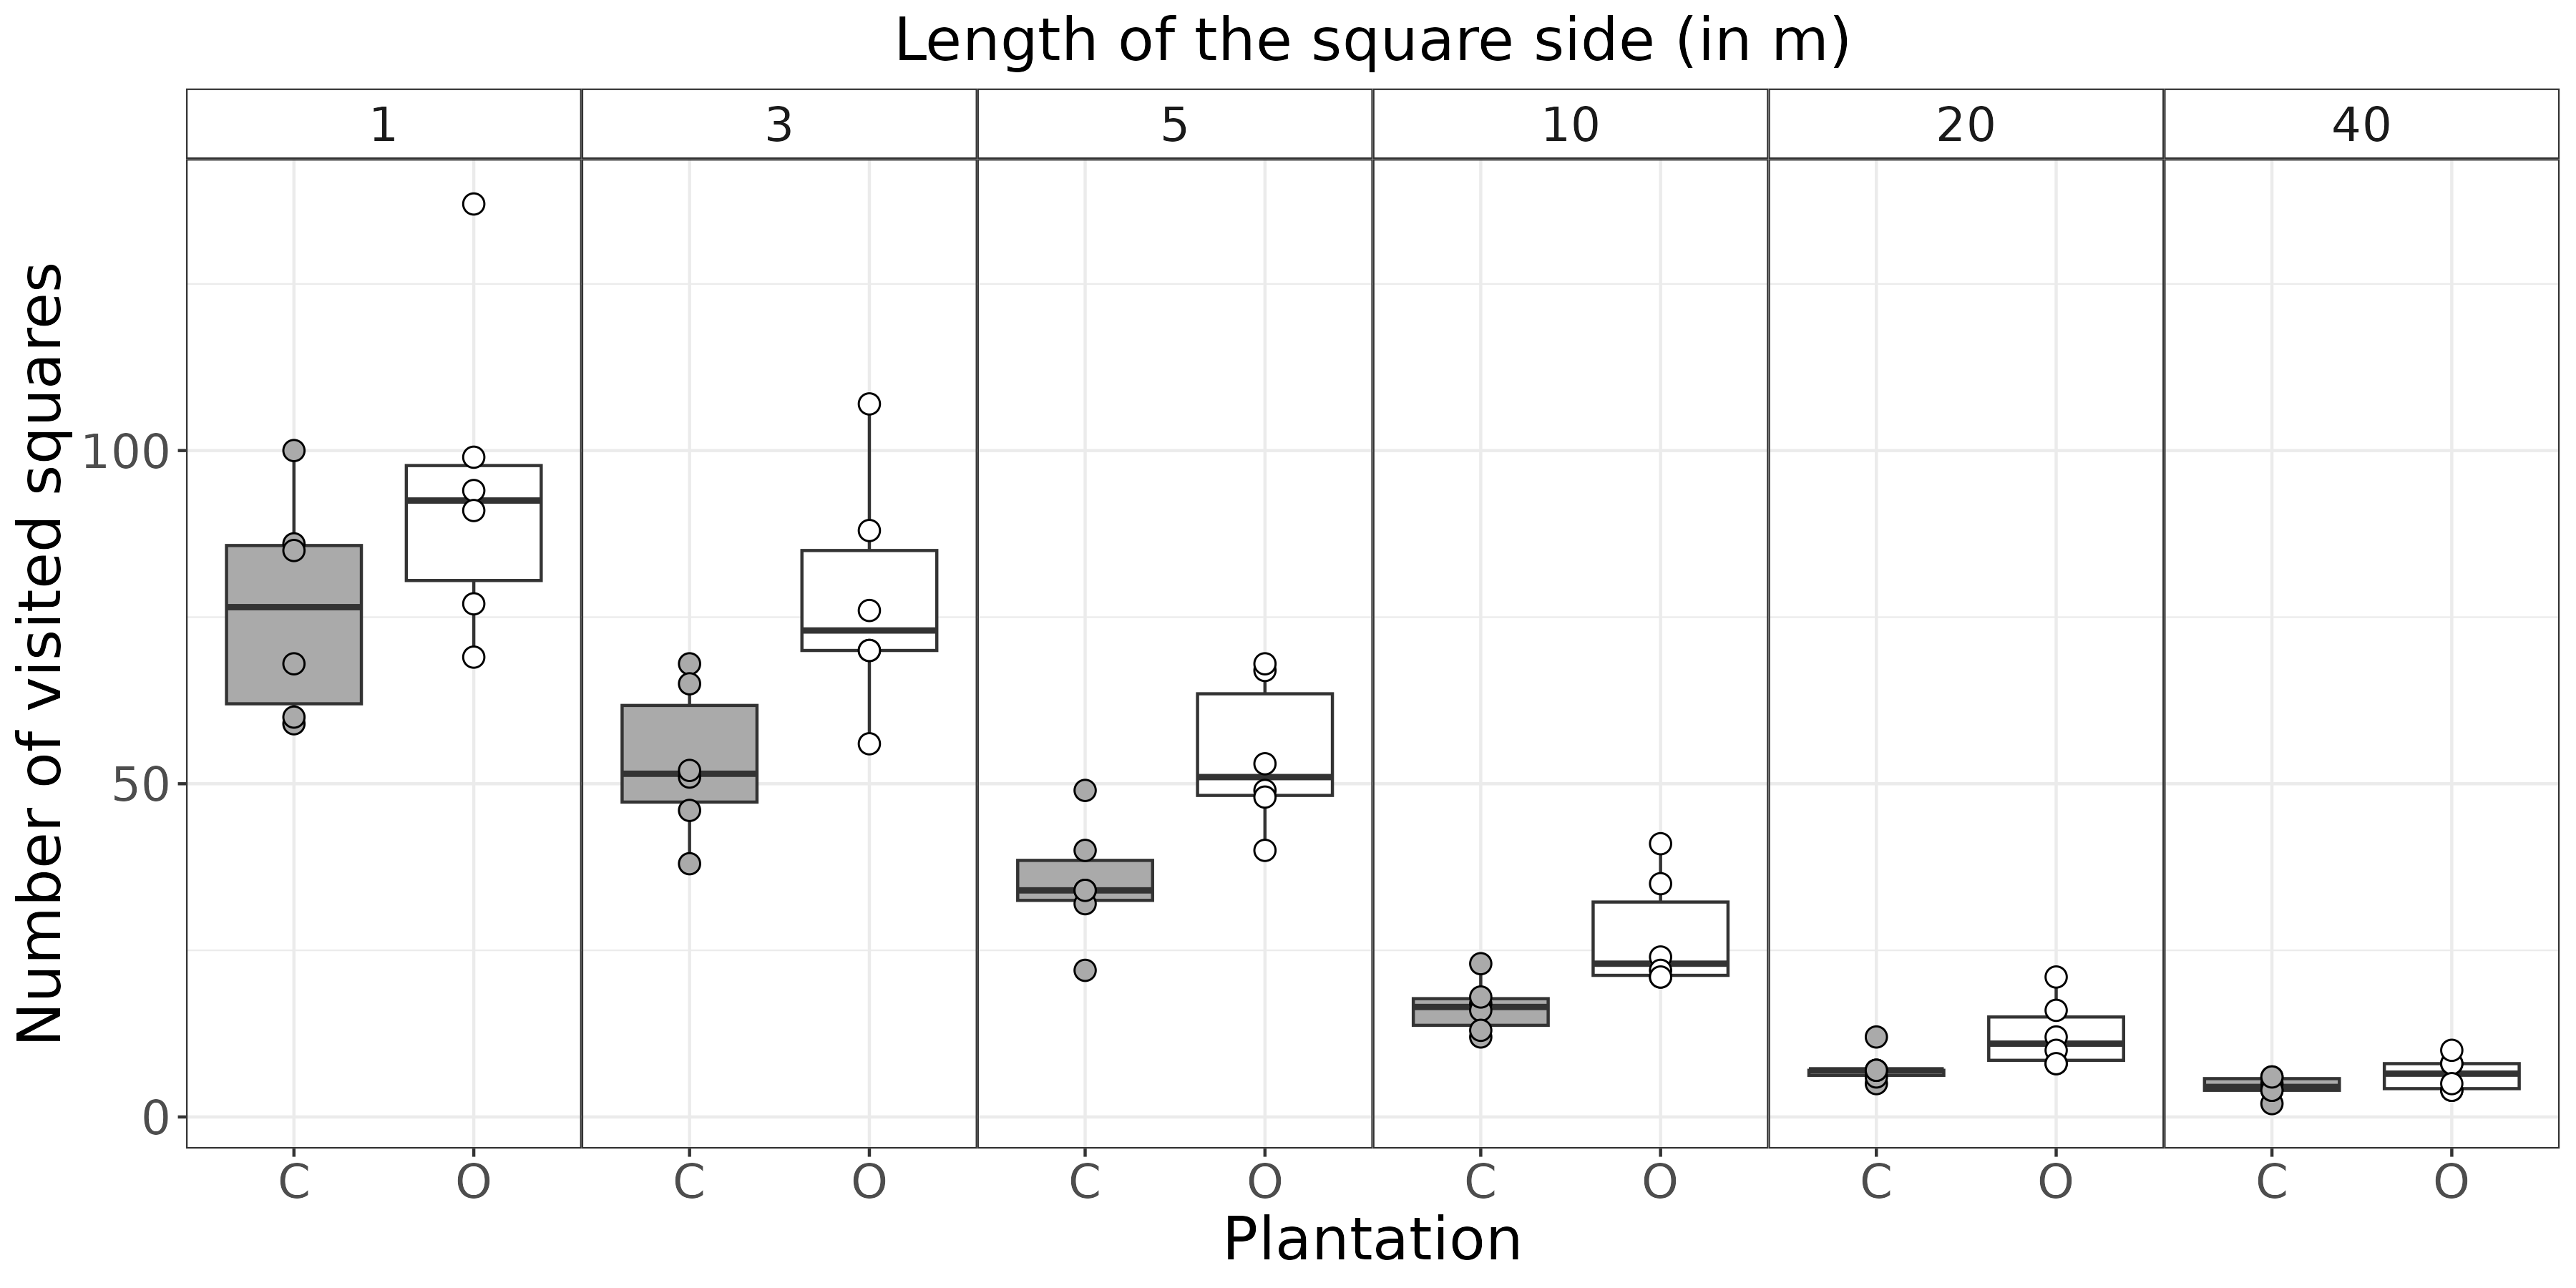 Length of the square side (in m)
1 3 5 10 20 40
Number of visited squares
100
50
0
C O C O C O C O C O C O
Plantation